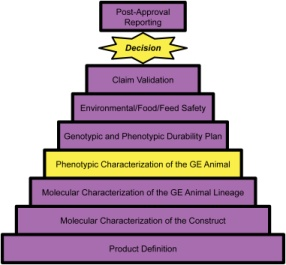 Post-Approval
Reporting
Decision
Claim Validation
Environmental/Food/Feed Safety
Genotypic and Phenotypic Durability Plan
Phenotypic Characterization of the GE Animal
Molecular Characterization of the GE Animal Lineage
Molecular Characterization of the Construct
Product Definition